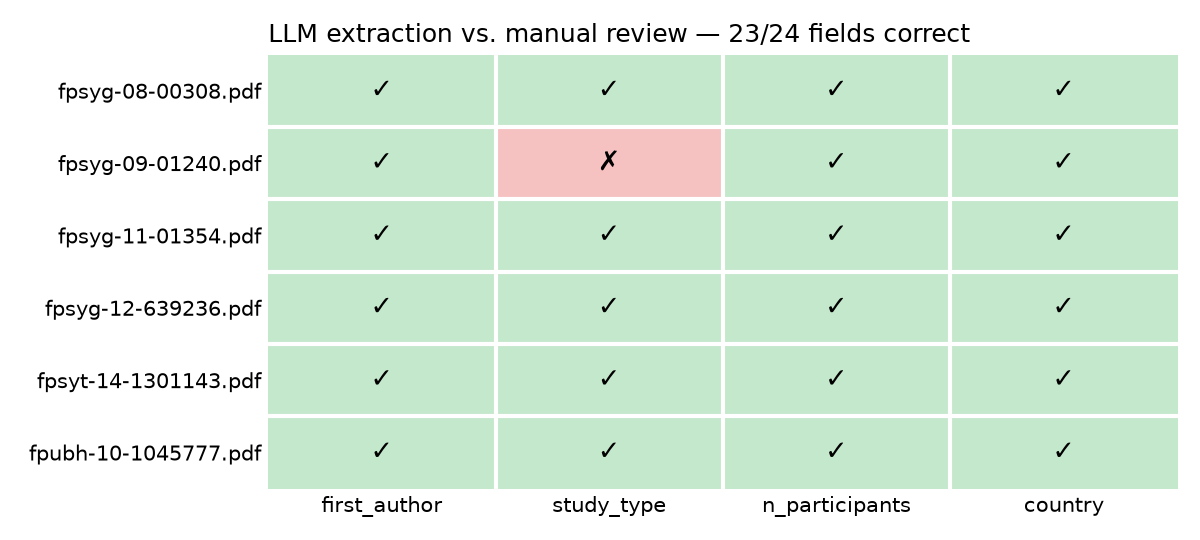 LLM extraction vs. manual review — 23/24 fields correct
fpsyg-08-00308.pdf ✓ ✓ ✓ ✓
fpsyg-09-01240.pdf ✓ ✗ ✓ ✓
fpsyg-11-01354.pdf ✓ ✓ ✓ ✓
fpsyg-12-639236.pdf ✓ ✓ ✓ ✓
fpsyt-14-1301143.pdf ✓ ✓ ✓ ✓
fpubh-10-1045777.pdf ✓ ✓ ✓ ✓
first_author study_type n_participants country